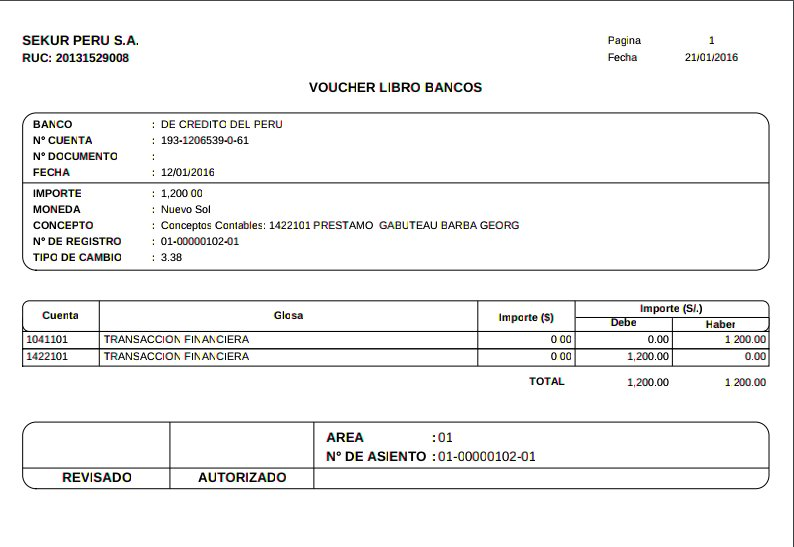 SEKUR PERU S.A.
Pagina 1
RUC: 20131529008
Fecha 21/01/2016
VOUCHER LIBRO BANCOS
BANCO : DE CREDITO DEL PERU
Nº CUENTA : 193-1206539-0-61
Nº DOCUMENTO :
FECHA : 12/01/2016
IMPORTE : 1,200 00
MONEDA : Nuevo Sol
CONCEPTO : Conceptos Contables: 1422101 PRESTAMO GABUTEAU BARBA GEORG
Nº DE REGISTRO : 01-00000102-01
TIPO DE CAMBIO : 3.38
Cuenta Glosa Importe ($) Importe (S/.)
Debe Haber
1041101 TRANSACCION FINANCIERA 0 00 0.00 1 200.00
1422101 TRANSACCION FINANCIERA 0 00 1,200.00 0.00
TOTAL 1,200.00 1 200.00
AREA : 01
Nº DE ASIENTO : 01-00000102-01
REVISADO AUTORIZADO